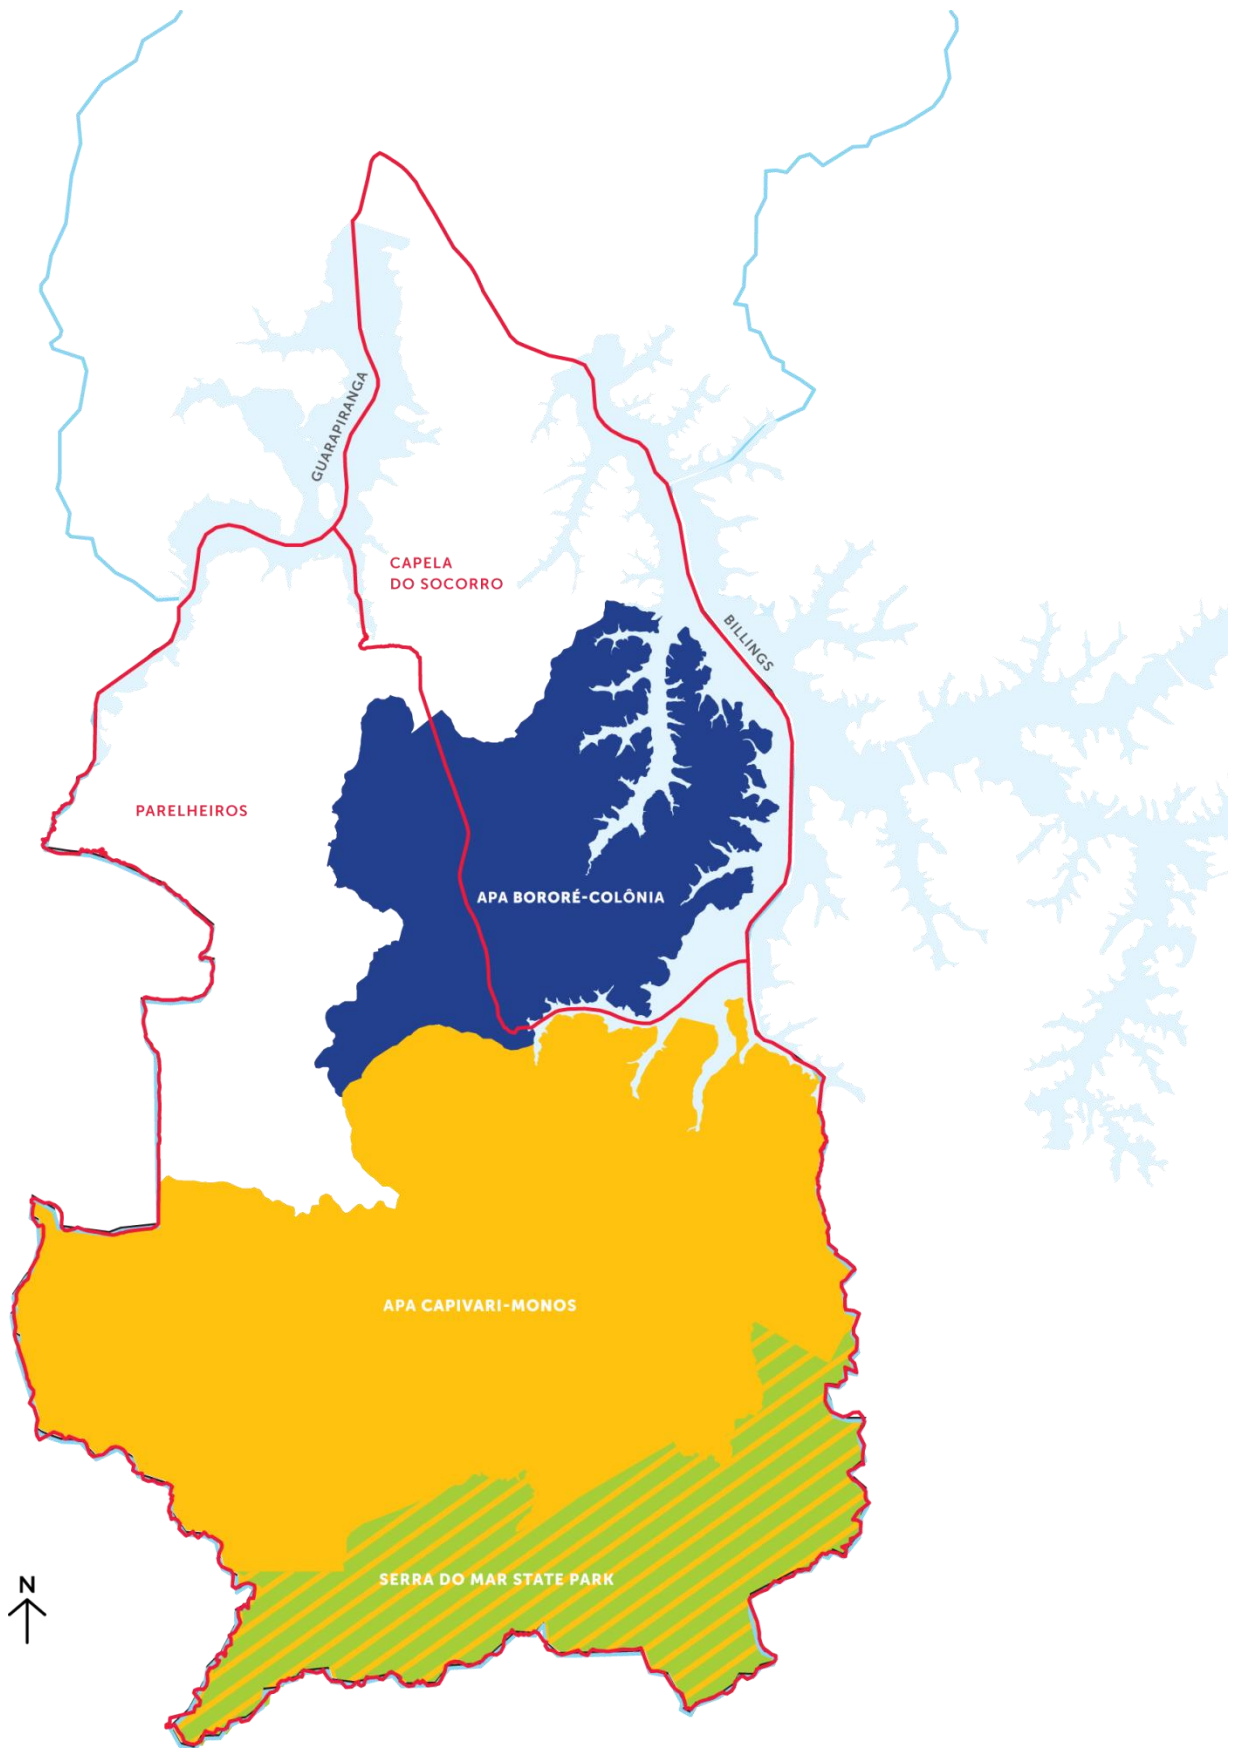 GUARAPIRANGA
CAPELA
DO SOCORRO
BILLINGS
PARELHEIROS
APA BORORÉ-COLÔNIA
APA CAPIVARI-MONOS
SERRA DO MAR STATE PARK
N